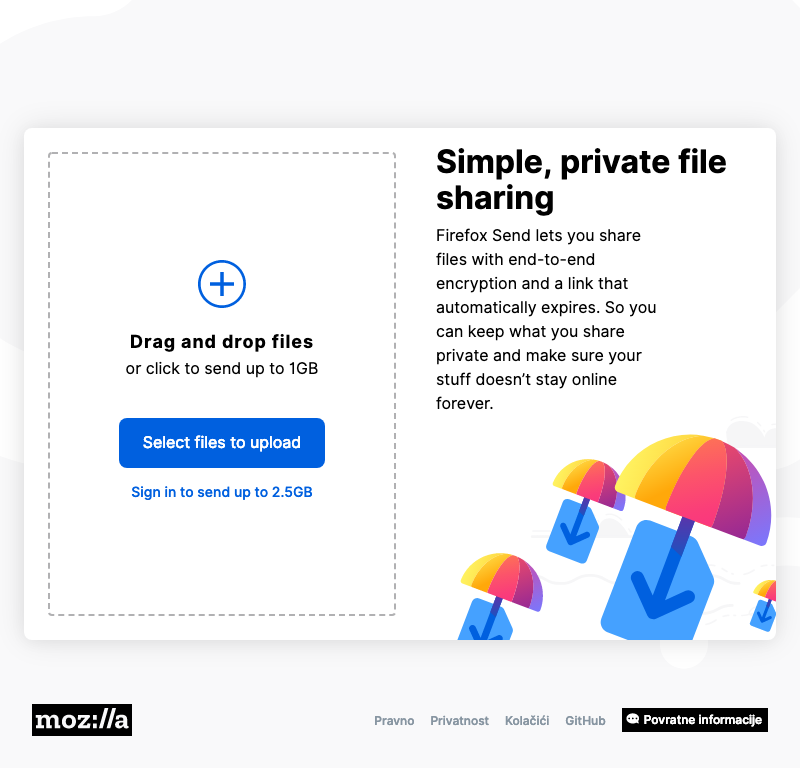 Drag and drop files
or click to send up to 1GB
Select files to upload
Sign in to send up to 2.5GB
Simple, private file
sharing
Firefox Send lets you share
files with end-to-end
encryption and a link that
automatically expires. So you
can keep what you share
private and make sure your
stuff doesn’t stay online
forever.
moz://a
Pravno Privatnost Kolačići GitHub Povratne informacije